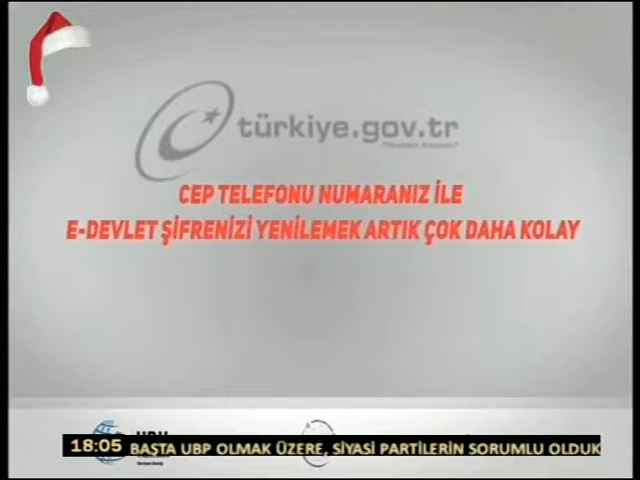 türkiye.gov.tr
CEP TELEFONU NUMARANIZ İLE
E-DEVLET ŞİFRENİZİ YENİLEMEK ARTIK ÇOK DAHA KOLAY
18:05 BAŞTA UBP OLMAK ÜZERE, SİYASİ PARTİLERİN SORUMLU OLDUK